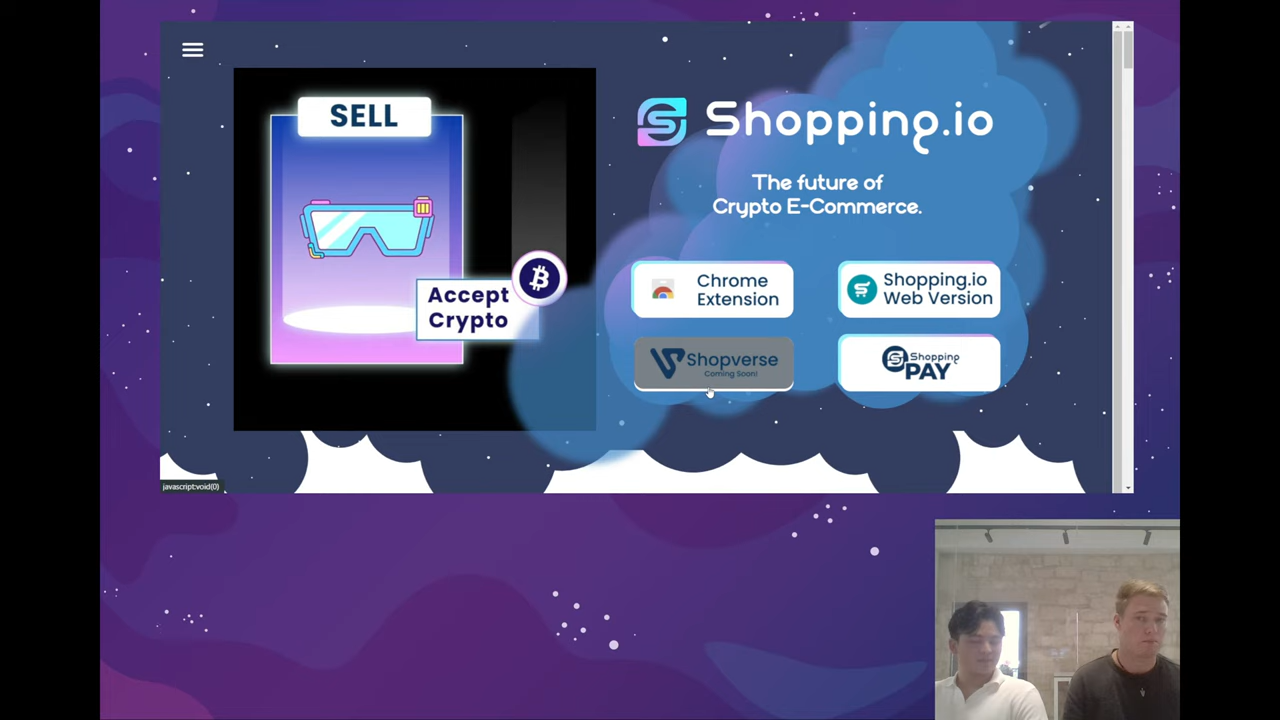 SELL
Accept
Crypto
Shopping.io
The future of
Crypto E-Commerce.
Chrome
Extension
Shopping.io
Web Version
Shopverse
Coming Soon!
Shopping
PAY
javascript:void(0)